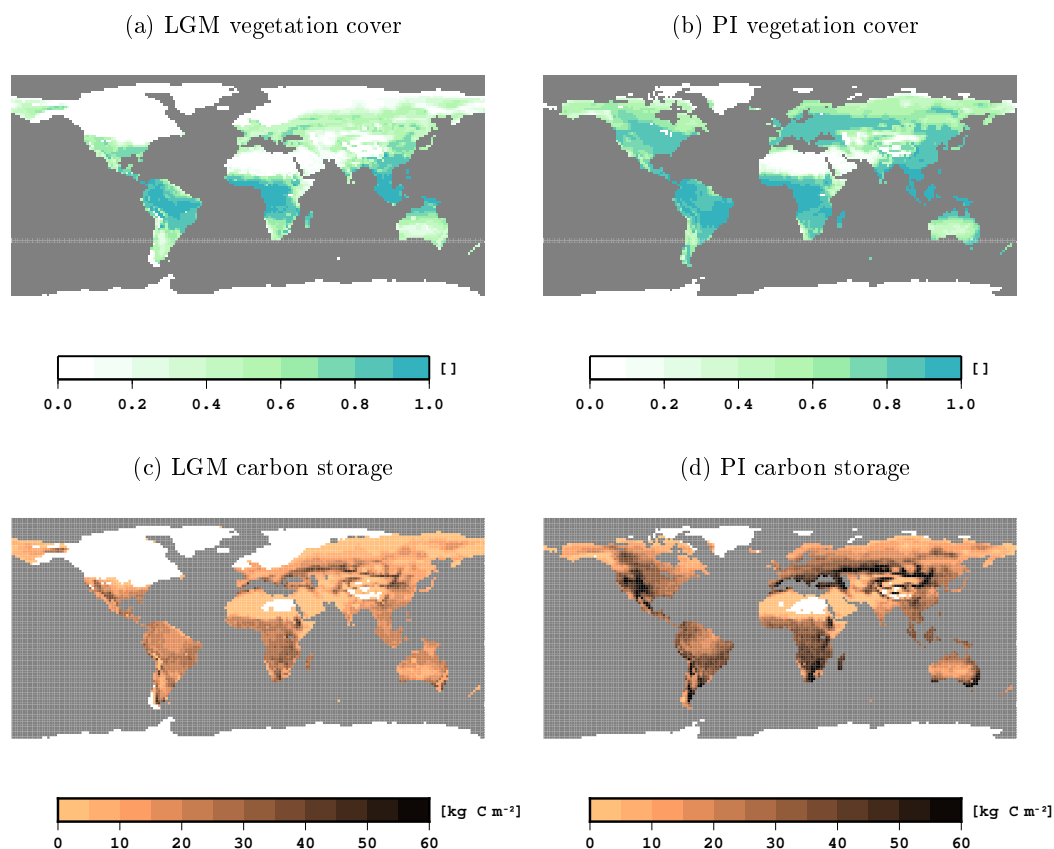 (a) LGM vegetation cover
(b) PI vegetation cover
[]
0.0 0.2 0.4 0.6 0.8 1.0
[]
0.0 0.2 0.4 0.6 0.8 1.0
(c) LGM carbon storage
(d) PI carbon storage
[kg C m⁻²]
0 10 20 30 40 50 60
[kg C m⁻²]
0 10 20 30 40 50 60